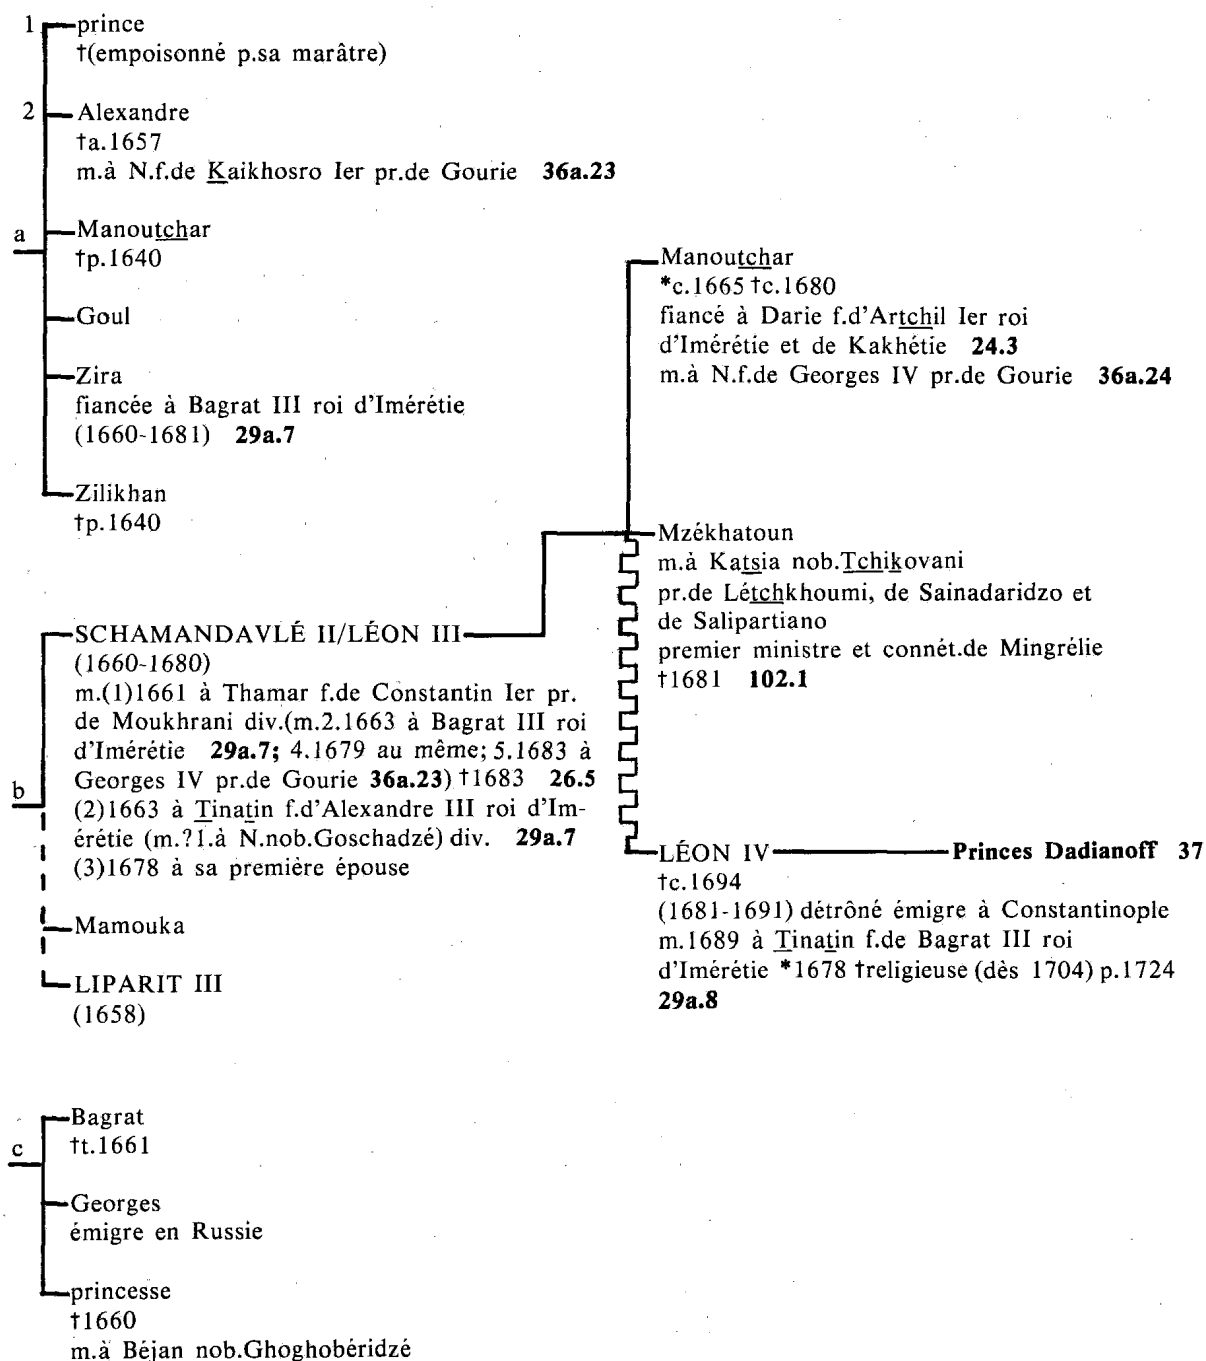 1 prince
†(empoisonné p.sa marâtre)
2 Alexandre
†a.1657
m.à N.f.de Kaikhosro Ier pr.de Gourie 36a.23
a
Manoutchar
†p.1640
Goul
Zira
fiancée à Bagrat III roi d'Imérétie
(1660-1681) 29a.7
Zilikhan
†p.1640
b
SCHAMANDAVLÉ II/LÉON III
(1660-1680)
m.(1)1661 à Thamar f.de Constantin Ier pr.
de Moukhrani div.(m.2.1663 à Bagrat III roi
d'Imérétie 29a.7; 4.1679 au même; 5.1683 à
Georges IV pr.de Gourie 36a.23) †1683 26.5
(2)1663 à Tinatin f.d'Alexandre III roi d'Im-
érétie (m.?1.à N.nob.Goschadzé) div. 29a.7
(3)1678 à sa première épouse
Mamouka
LIPARIT III
(1658)
Manoutchar
*c.1665 †c.1680
fiancé à Darie f.d'Artchil Ier roi
d'Imérétie et de Kakhétie 24.3
m.à N.f.de Georges IV pr.de Gourie 36a.24
Mzékhatoun
m.à Katsia nob.Tchikovani
pr.de Létchkhoumi, de Sainadaridzo et
de Salipartiano
premier ministre et connét.de Mingrélie
†1681 102.1
LÉON IV Princes Dadianoff 37
†c.1694
(1681-1691) détrôné émigre à Constantinople
m.1689 à Tinatin f.de Bagrat III roi
d'Imérétie *1678 †religieuse (dès 1704) p.1724
29a.8
c
Bagrat
†t.1661
Georges
émigre en Russie
princesse
†1660
m.à Béjan nob.Ghoghobéridzé